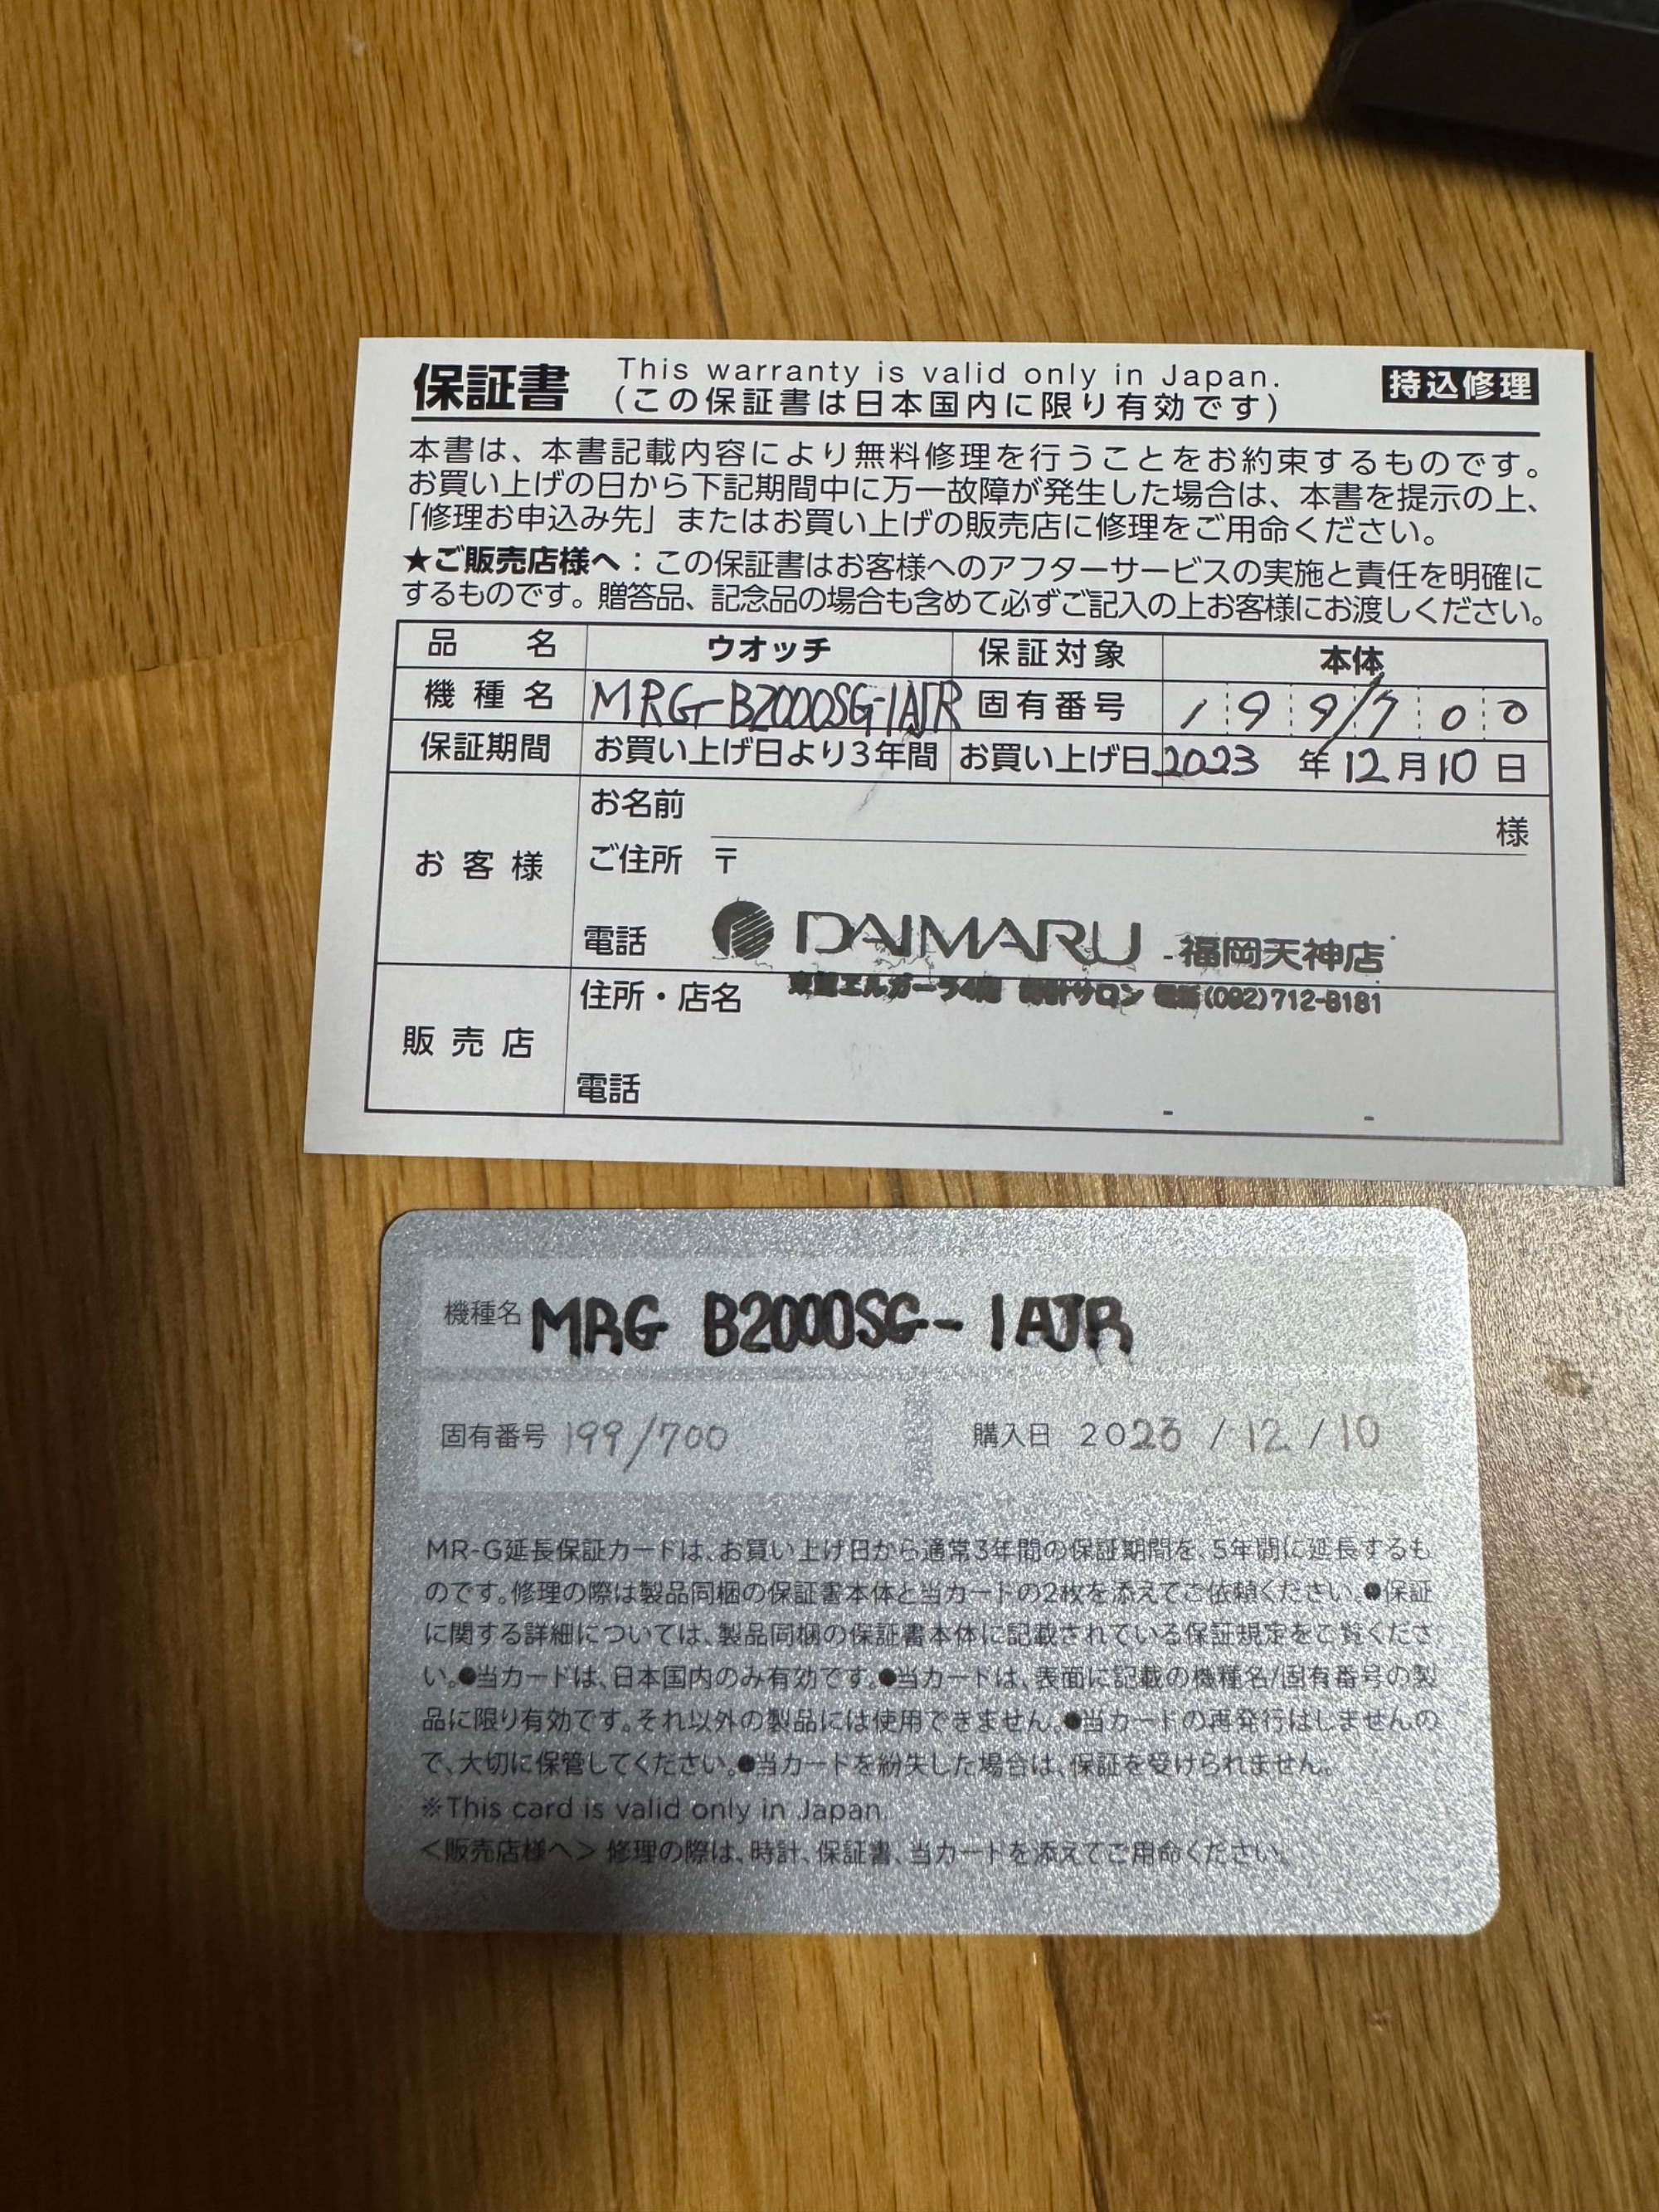 保証書 This warranty is valid only in Japan. 持込修理
(この保証書は日本国内に限り有効です)
本書は、本書記載内容により無料修理を行うことをお約束するものです。
お買い上げの日から下記期間中に万一故障が発生した場合は、本書を提示の上、
「修理お申込み先」またはお買い上げの販売店に修理をご用命ください。
★ご販売店様へ：この保証書はお客様へのアフターサービスの実施と責任を明確に
するものです。贈答品、記念品の場合も含めて必ずご記入の上お客様にお渡しください。
品名 ウオッチ 保証対象 本体
機種名 MRG-B2000SG-1AJR 固有番号 199/700
保証期間 お買い上げ日より3年間 お買い上げ日 2023年12月10日
お客様 お名前 様
ご住所 〒
電話 DAIMARU 福岡天神店
販売店 住所・店名 エルガーラ4階 時計サロン 電話(092)712-8181
電話 - -
機種名 MRG B2000SG-1AJR
固有番号 199/700 購入日 2023/12/10
MR-G延長保証カードは、お買い上げ日から通常3年間の保証期間を、5年間に延長するも
のです。修理の際は製品同梱の保証書本体と当カードの2枚を添えてご依頼ください。●保証
に関する詳細については、製品同梱の保証書本体に記載されている保証規定をご覧くださ
い。●当カードは、日本国内のみ有効です。●当カードは、表面に記載の機種名/固有番号の製
品に限り有効です。それ以外の製品には使用できません。●当カードの再発行はしませんの
で、大切に保管してください。●当カードを紛失した場合は、保証を受けられません。
※This card is valid only in Japan.
＜販売店様へ＞修理の際は、時計、保証書、当カードを添えてご用命ください。